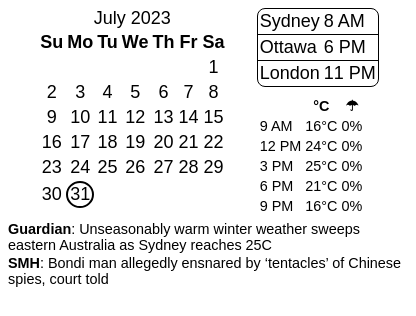 July 2023
Su Mo Tu We Th Fr Sa
1
2 3 4 5 6 7 8
9 10 11 12 13 14 15
16 17 18 19 20 21 22
23 24 25 26 27 28 29
30 31
Sydney 8 AM
Ottawa 6 PM
London 11 PM
°C ☂
9 AM 16°C 0%
12 PM 24°C 0%
3 PM 25°C 0%
6 PM 21°C 0%
9 PM 16°C 0%
Guardian: Unseasonably warm winter weather sweeps
eastern Australia as Sydney reaches 25C
SMH: Bondi man allegedly ensnared by ‘tentacles’ of Chinese
spies, court told